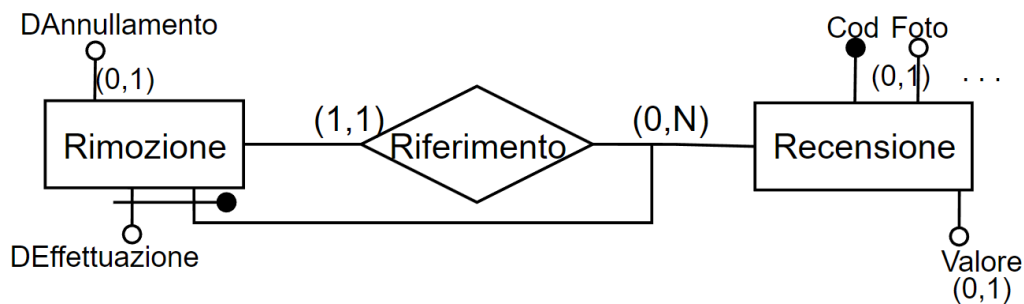 DAnnullamento
(0,1)
Cod Foto
(0,1) . . .
Rimozione
(1,1)
Riferimento
(0,N)
Recensione
DEffettuazione
Valore
(0,1)